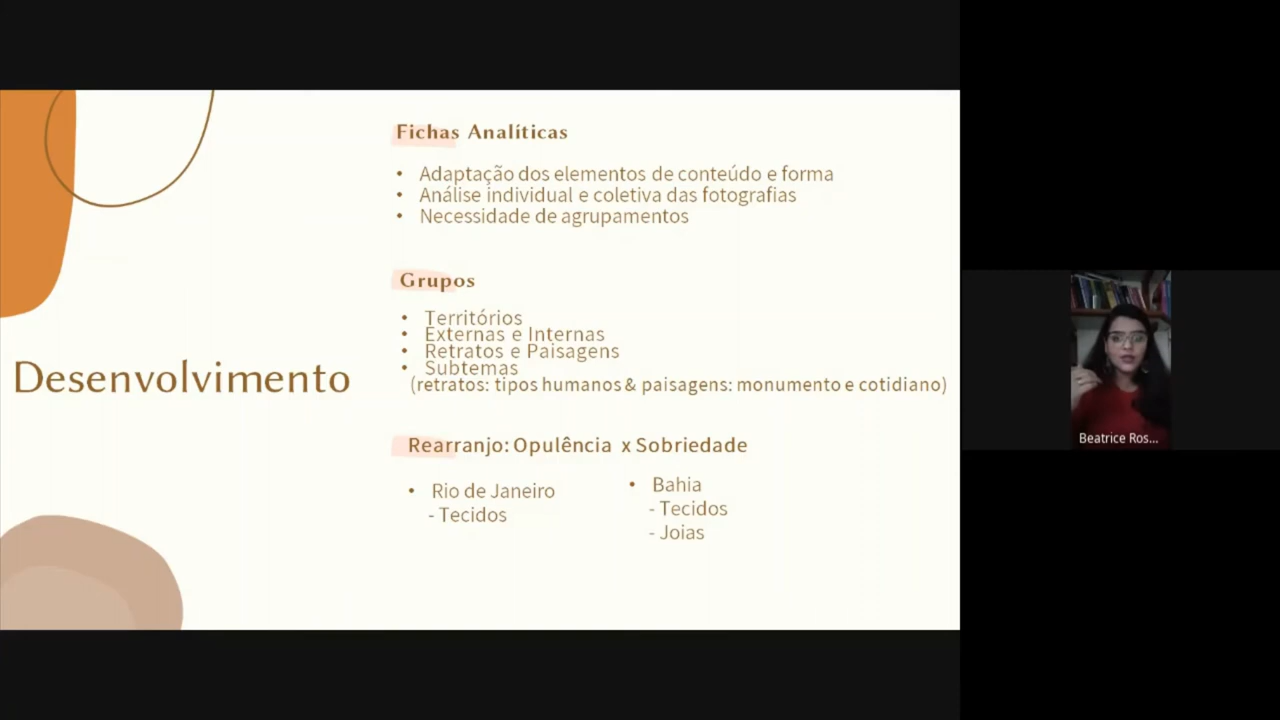 Fichas Analíticas
• Adaptação dos elementos de conteúdo e forma
• Análise individual e coletiva das fotografias
• Necessidade de agrupamentos
Grupos
• Territórios
• Externas e Internas
• Retratos e Paisagens
• Subtemas
(retratos: tipos humanos & paisagens: monumento e cotidiano)
Desenvolvimento
Rearranjo: Opulência x Sobriedade
• Rio de Janeiro
- Tecidos
• Bahia
- Tecidos
- Joias
Beatrice Ros...